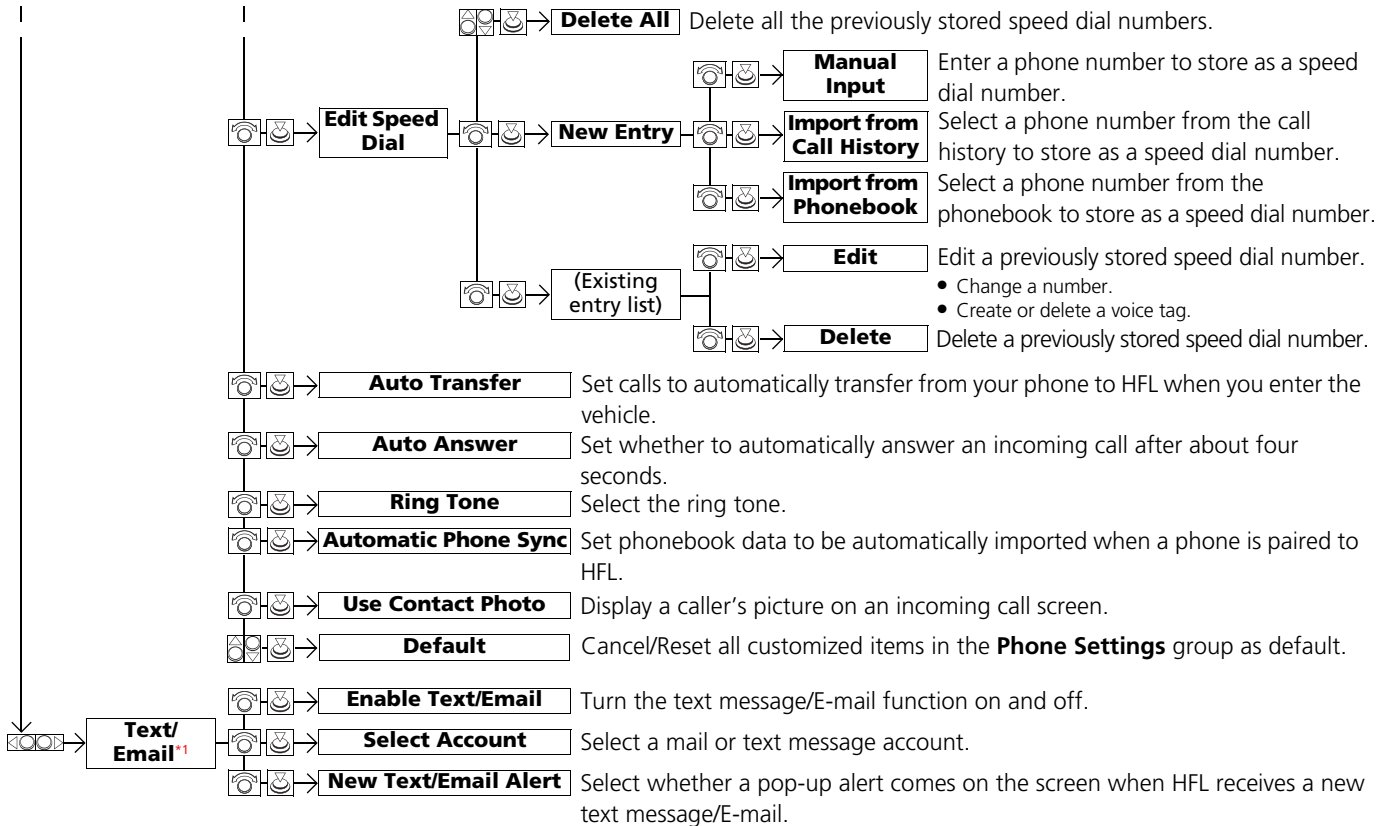 Delete All Delete all the previously stored speed dial numbers.
Edit Speed
Dial
New Entry
Manual
Input
Enter a phone number to store as a speed
dial number.
Import from
Call History
Select a phone number from the call
history to store as a speed dial number.
Import from
Phonebook
Select a phone number from the
phonebook to store as a speed dial number.
(Existing
entry list)
Edit
Edit a previously stored speed dial number.
• Change a number.
• Create or delete a voice tag.
Delete Delete a previously stored speed dial number.
Auto Transfer Set calls to automatically transfer from your phone to HFL when you enter the
vehicle.
Auto Answer Set whether to automatically answer an incoming call after about four
seconds.
Ring Tone Select the ring tone.
Automatic Phone Sync Set phonebook data to be automatically imported when a phone is paired to
HFL.
Use Contact Photo Display a caller's picture on an incoming call screen.
Default Cancel/Reset all customized items in the Phone Settings group as default.
Text/
Email*1
Enable Text/Email Turn the text message/E-mail function on and off.
Select Account Select a mail or text message account.
New Text/Email Alert Select whether a pop-up alert comes on the screen when HFL receives a new
text message/E-mail.